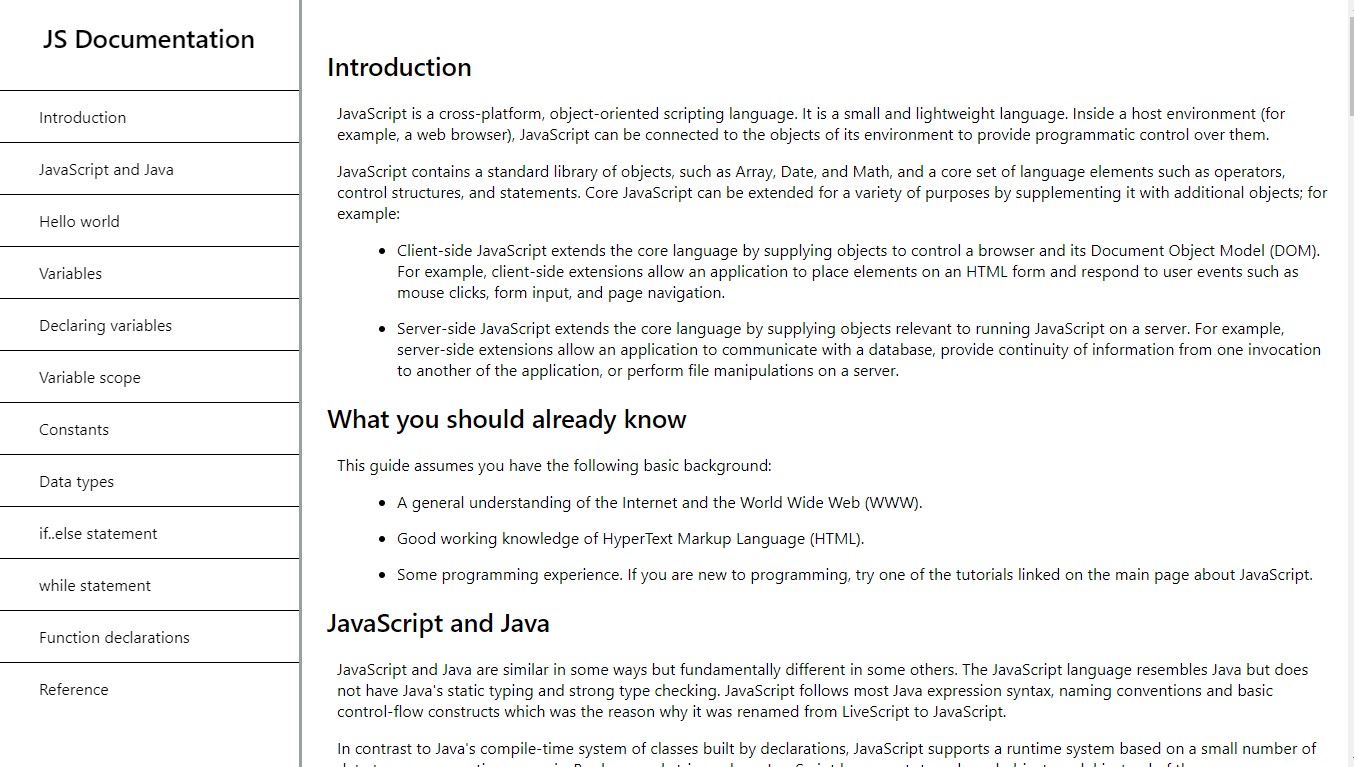 JS Documentation
Introduction
JavaScript and Java
Hello world
Variables
Declaring variables
Variable scope
Constants
Data types
if..else statement
while statement
Function declarations
Reference
Introduction
JavaScript is a cross-platform, object-oriented scripting language. It is a small and lightweight language. Inside a host environment (for
example, a web browser), JavaScript can be connected to the objects of its environment to provide programmatic control over them.
JavaScript contains a standard library of objects, such as Array, Date, and Math, and a core set of language elements such as operators,
control structures, and statements. Core JavaScript can be extended for a variety of purposes by supplementing it with additional objects; for
example:
• Client-side JavaScript extends the core language by supplying objects to control a browser and its Document Object Model (DOM).
For example, client-side extensions allow an application to place elements on an HTML form and respond to user events such as
mouse clicks, form input, and page navigation.
• Server-side JavaScript extends the core language by supplying objects relevant to running JavaScript on a server. For example,
server-side extensions allow an application to communicate with a database, provide continuity of information from one invocation
to another of the application, or perform file manipulations on a server.
What you should already know
This guide assumes you have the following basic background:
• A general understanding of the Internet and the World Wide Web (WWW).
• Good working knowledge of HyperText Markup Language (HTML).
• Some programming experience. If you are new to programming, try one of the tutorials linked on the main page about JavaScript.
JavaScript and Java
JavaScript and Java are similar in some ways but fundamentally different in some others. The JavaScript language resembles Java but does
not have Java's static typing and strong type checking. JavaScript follows most Java expression syntax, naming conventions and basic
control-flow constructs which was the reason why it was renamed from LiveScript to JavaScript.
In contrast to Java's compile-time system of classes built by declarations, JavaScript supports a runtime system based on a small number of